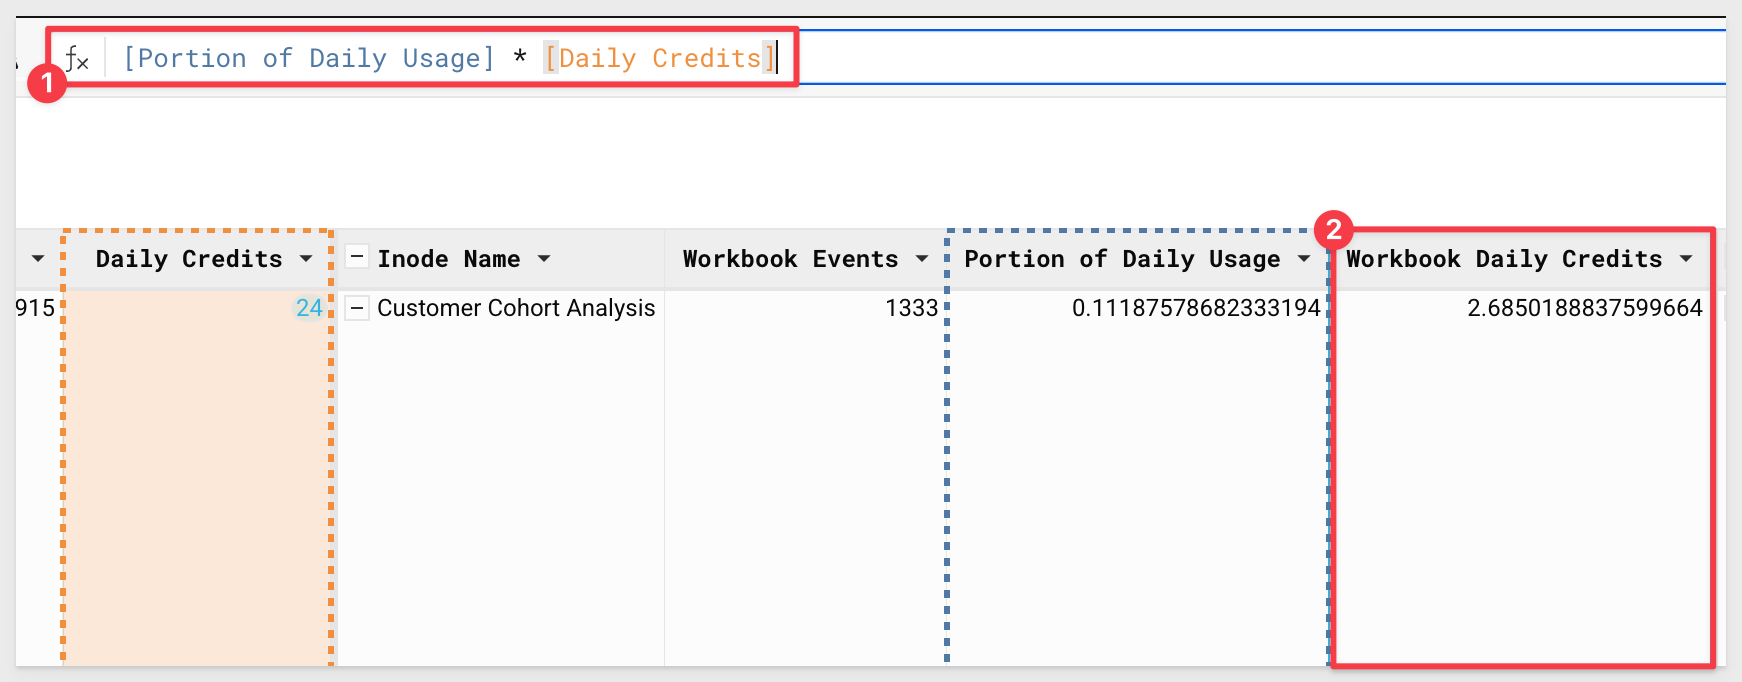 1
fx [Portion of Daily Usage] * [Daily Credits]
2
Daily Credits Inode Name Workbook Events Portion of Daily Usage Workbook Daily Credits
915 24 Customer Cohort Analysis 1333 0.11187578682333194 2.6850188837599664